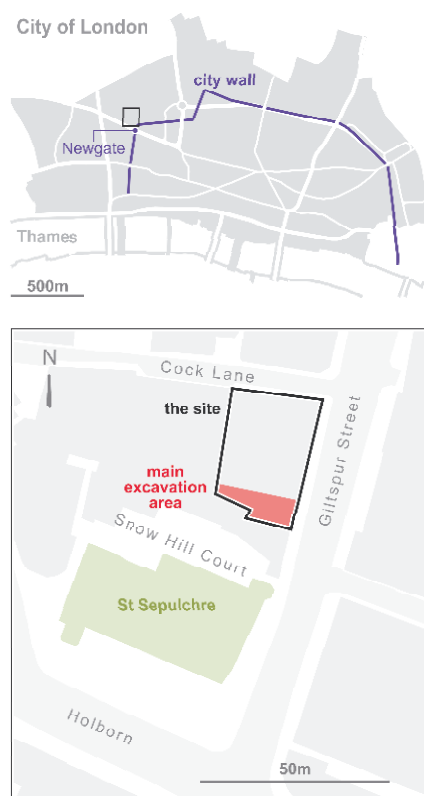 City of London
city wall
Newgate
Thames
500m
N
Cock Lane
the site
Giltspur Street
main
excavation
area
Snow Hill Court
St Sepulchre
Holborn
50m